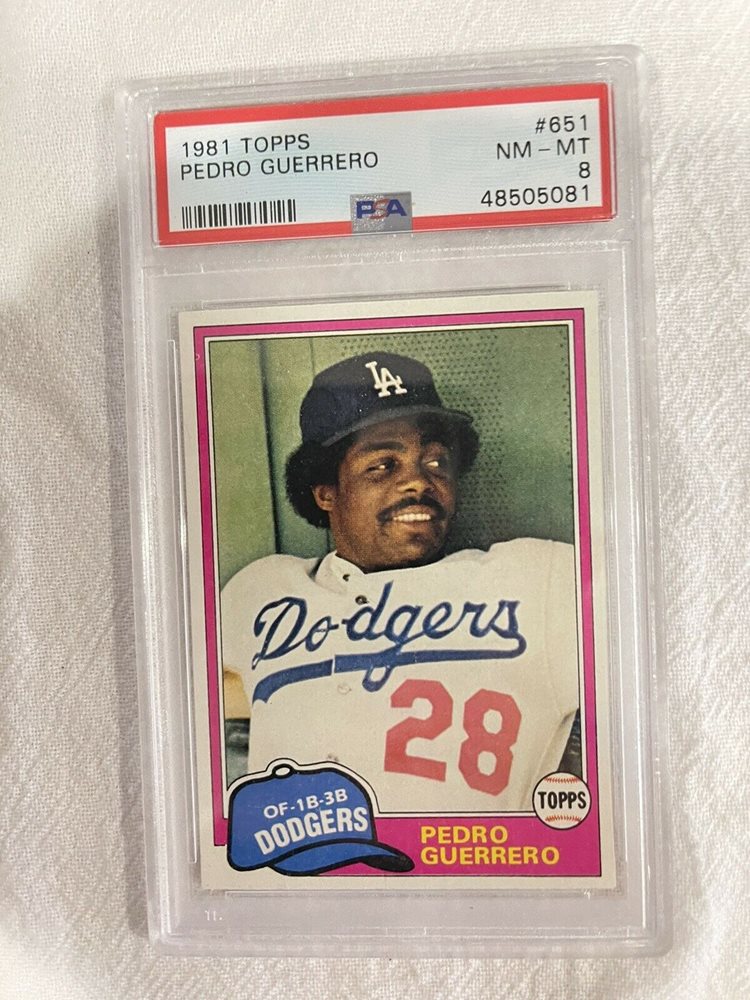 1981 TOPPS #651
PEDRO GUERRERO NM - MT
8
PSA 48505081
LA
Dodgers
28
OF-1B-3B
DODGERS
TOPPS
PEDRO
GUERRERO